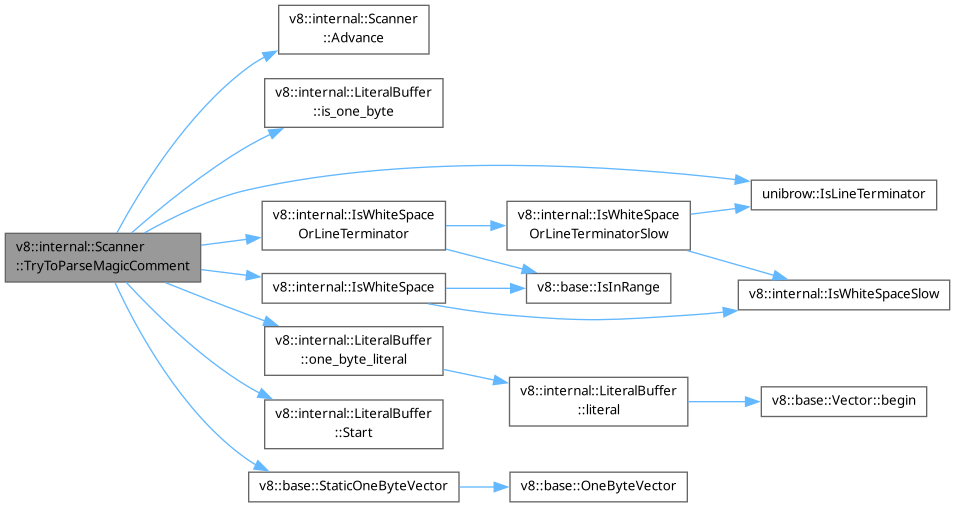 v8::internal::Scanner
::Advance
v8::internal::LiteralBuffer
::is_one_byte
unibrow::IsLineTerminator
v8::internal::IsWhiteSpace
OrLineTerminator
v8::internal::IsWhiteSpace
OrLineTerminatorSlow
v8::internal::Scanner
::TryToParseMagicComment
v8::internal::IsWhiteSpace
v8::base::IsInRange
v8::internal::IsWhiteSpaceSlow
v8::internal::LiteralBuffer
::one_byte_literal
v8::internal::LiteralBuffer
::literal
v8::base::Vector::begin
v8::internal::LiteralBuffer
::Start
v8::base::StaticOneByteVector
v8::base::OneByteVector